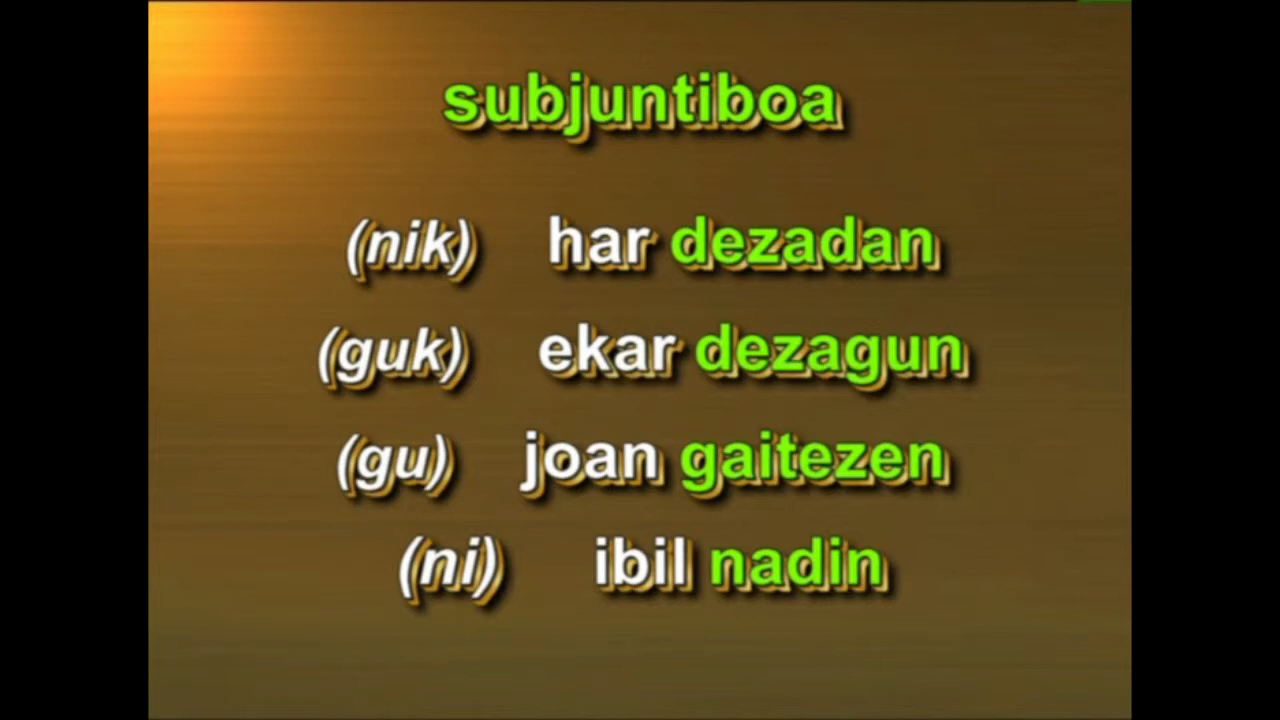 subjuntiboa
(nik) har dezadan
(guk) ekar dezagun
(gu) joan gaitezen
(ni) ibil nadin